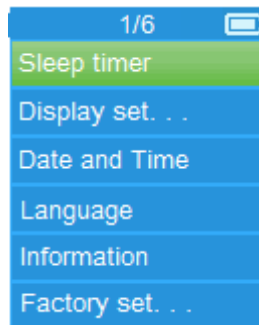 1/6
Sleep timer
Display set. . .
Date and Time
Language
Information
Factory set. . .